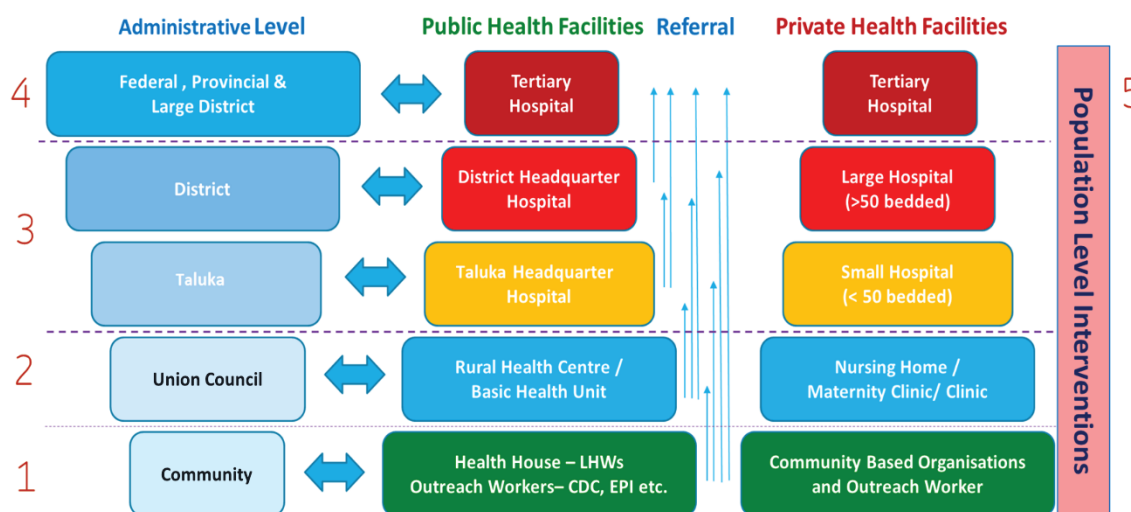 Administrative Level
Public Health Facilities
Referral
Private Health Facilities
4
Federal , Provincial &
Large District
Tertiary
Hospital
Tertiary
Hospital
5
3
District
District Headquarter
Hospital
Large Hospital
(>50 bedded)
Taluka
Taluka Headquarter
Hospital
Small Hospital
(< 50 bedded)
2
Union Council
Rural Health Centre /
Basic Health Unit
Nursing Home /
Maternity Clinic/ Clinic
1
Community
Health House – LHWs
Outreach Workers– CDC, EPI etc.
Community Based Organisations
and Outreach Worker
Population Level Interventions